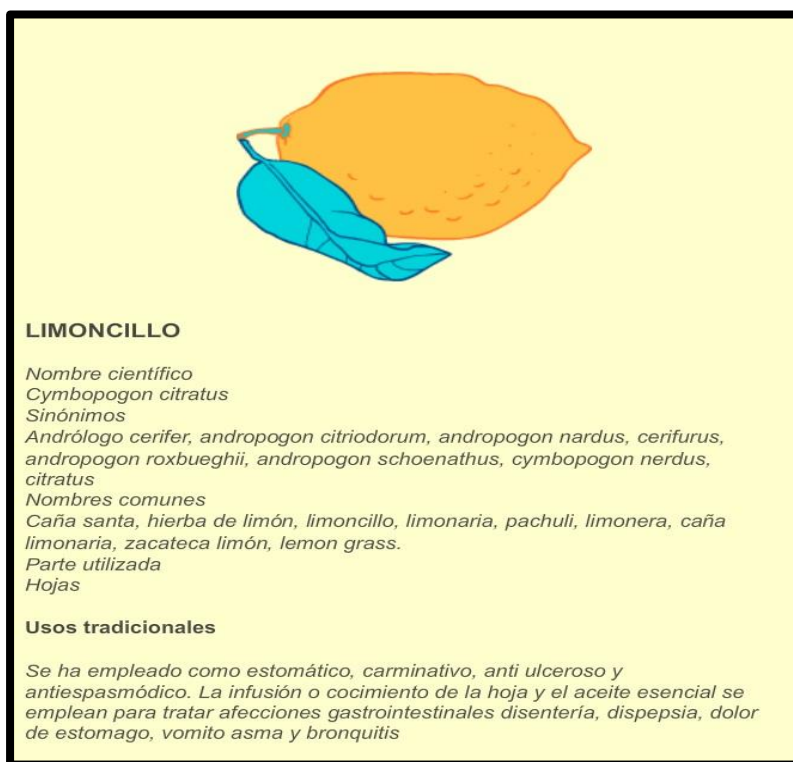 LIMONCILLO
Nombre científico
Cymbopogon citratus
Sinónimos
Andrólogo cerifer, andropogon citriodorum, andropogon nardus, cerifurus,
andropogon roxbueghii, andropogon schoenathus, cymbopogon nerdus,
citratus
Nombres comunes
Caña santa, hierba de limón, limoncillo, limonaria, pachuli, limonera, caña
limonaria, zacateca limón, lemon grass.
Parte utilizada
Hojas
Usos tradicionales
Se ha empleado como estomático, carminativo, anti ulceroso y
antiespasmódico. La infusión o cocimiento de la hoja y el aceite esencial se
emplean para tratar afecciones gastrointestinales disentería, dispepsia, dolor
de estomago, vomito asma y bronquitis